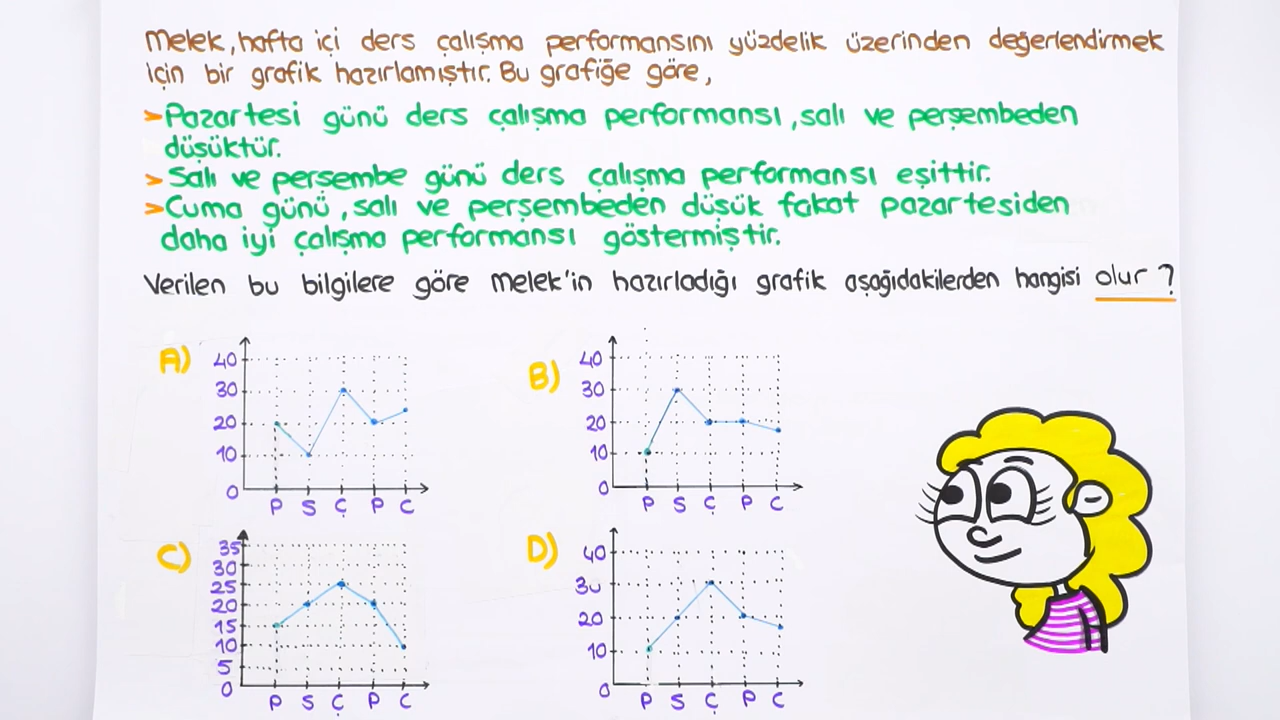 Melek, hafta içi ders çalışma performansını yüzdelik üzerinden değerlendirmek
için bir grafik hazırlamıştır. Bu grafiğe göre,
➢Pazartesi günü ders çalışma performansı, salı ve perşembeden
düşüktür.
➢Salı ve perşembe günü ders çalışma performansı eşittir.
➢Cuma günü, salı ve perşembeden düşük fakat pazartesiden
daha iyi çalışma performansı göstermiştir.
Verilen bu bilgilere göre Melek'in hazırladığı grafik aşağıdakilerden hangisi olur ?
A)
40
30
20
10
0
P S Ç P C
B)
40
30
20
10
0
P S Ç P C
C)
35
30
25
20
15
10
5
0
P S Ç P C
D)
40
30
20
10
0
P S Ç P C